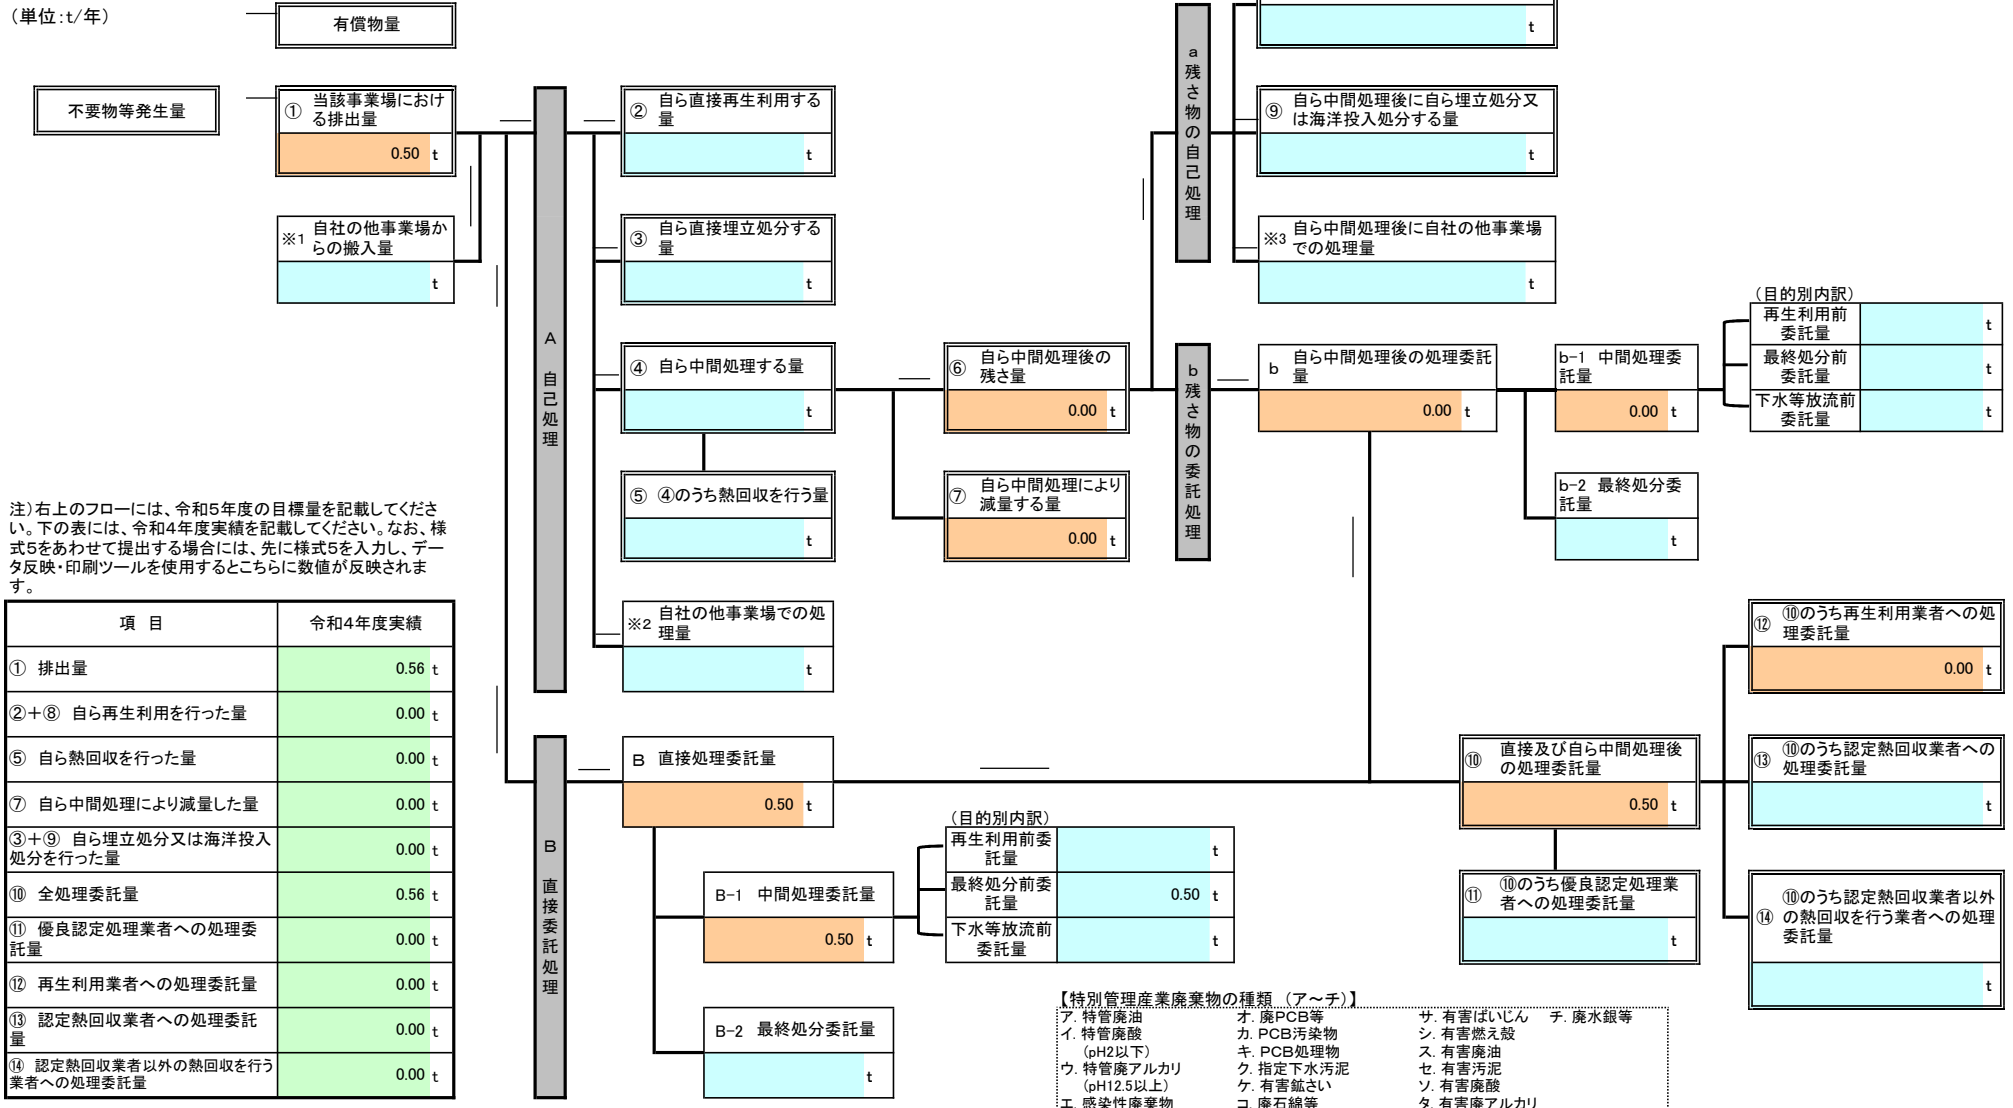 （単位：t/年）
有償物量
t
不要物等発生量
① 当該事業場におけ
る排出量
0.50 t
※1 自社の他事業場か
らの搬入量
t
A 自己処理
② 自ら直接再生利用する
量
t
③ 自ら直接埋立処分する
量
t
④ 自ら中間処理する量
t
⑤ ④のうち熱回収を行う量
t
※2 自社の他事業場での処
理量
t
⑥ 自ら中間処理後の
残さ量
0.00 t
⑦ 自ら中間処理により
減量する量
0.00 t
a 残さ物の自己処理
⑨ 自ら中間処理後に自ら埋立処分又
は海洋投入処分する量
t
※3 自ら中間処理後に自社の他事業場
での処理量
t
b 残さ物の委託処理
b 自ら中間処理後の処理委託
量
0.00 t
b-1 中間処理委
託量
0.00 t
（目的別内訳）
再生利用前
委託量
t
最終処分前
委託量
t
下水等放流前
委託量
t
b-2 最終処分委
託量
t
注）右上のフローには、令和5年度の目標量を記載してくださ
い。下の表には、令和4年度実績を記載してください。なお、様
式5をあわせて提出する場合には、先に様式5を入力し、デー
タ反映・印刷ツールを使用するとこちらに数値が反映されま
す。
項 目 令和4年度実績
① 排出量 0.56 t
②＋⑧ 自ら再生利用を行った量 0.00 t
⑤ 自ら熱回収を行った量 0.00 t
⑦ 自ら中間処理により減量した量 0.00 t
③＋⑨ 自ら埋立処分又は海洋投入
処分を行った量 0.00 t
⑩ 全処理委託量 0.56 t
⑪ 優良認定処理業者への処理委
託量 0.00 t
⑫ 再生利用業者への処理委託量 0.00 t
⑬ 認定熱回収業者への処理委託
量 0.00 t
⑭ 認定熱回収業者以外の熱回収を行う
業者への処理委託量 0.00 t
B 直接委託処理
B 直接処理委託量
0.50 t
B-1 中間処理委託量
0.50 t
（目的別内訳）
再生利用前委
託量
t
最終処分前委
託量
0.50 t
下水等放流前
委託量
t
B-2 最終処分委託量
t
⑩ 直接及び自ら中間処理後
の処理委託量
0.50 t
⑪ ⑩のうち優良認定処理業
者への処理委託量
t
⑫ ⑩のうち再生利用業者への処
理委託量
0.00 t
⑬ ⑩のうち認定熱回収業者への
処理委託量
t
⑭ ⑩のうち認定熱回収業者以外
の熱回収を行う業者への処理
委託量
t
【特別管理産業廃棄物の種類 （ア～チ）】
ア. 特管廃油 オ. 廃PCB等 サ. 有害ばいじん チ. 廃水銀等
イ. 特管廃酸 カ. PCB汚染物 シ. 有害燃え殻
（pH2以下） キ. PCB処理物 ス. 有害廃油
ウ. 特管廃アルカリ ク. 指定下水汚泥 セ. 有害汚泥
（pH12.5以上） ケ. 有害鉱さい ソ. 有害廃酸
エ. 感染性廃棄物 コ. 廃石綿等 タ. 有害廃アルカリ